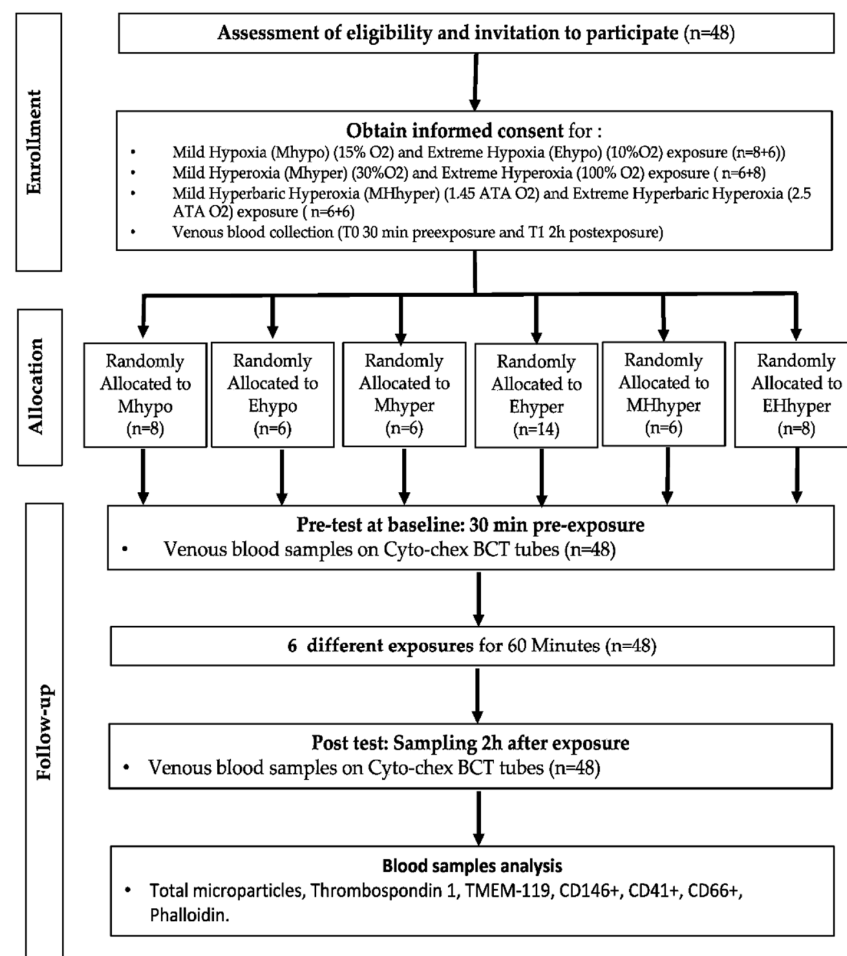 Enrollment
Assessment of eligibility and invitation to participate (n=48)
Obtain informed consent for :
• Mild Hypoxia (Mhypo) (15% O2) and Extreme Hypoxia (Ehypo) (10%O2) exposure (n=8+6))
• Mild Hyperoxia (Mhyper) (30%O2) and Extreme Hyperoxia (100% O2) exposure ( n=6+8)
• Mild Hyperbaric Hyperoxia (MHhyper) (1.45 ATA O2) and Extreme Hyperbaric Hyperoxia (2.5
ATA O2) exposure ( n=6+6)
• Venous blood collection (T0 30 min preexposure and T1 2h postexposure)
Allocation
Randomly
Allocated to
Mhypo
(n=8)
Randomly
Allocated to
Ehypo
(n=6)
Randomly
Allocated to
Mhyper
(n=6)
Randomly
Allocated to
Ehyper
(n=14)
Randomly
Allocated to
MHhyper
(n=6)
Randomly
Allocated to
EHhyper
(n=8)
Follow-up
Pre-test at baseline: 30 min pre-exposure
• Venous blood samples on Cyto-chex BCT tubes (n=48)
6 different exposures for 60 Minutes (n=48)
Post test: Sampling 2h after exposure
• Venous blood samples on Cyto-chex BCT tubes (n=48)
Blood samples analysis
• Total microparticles, Thrombospondin 1, TMEM-119, CD146+, CD41+, CD66+,
Phalloidin.